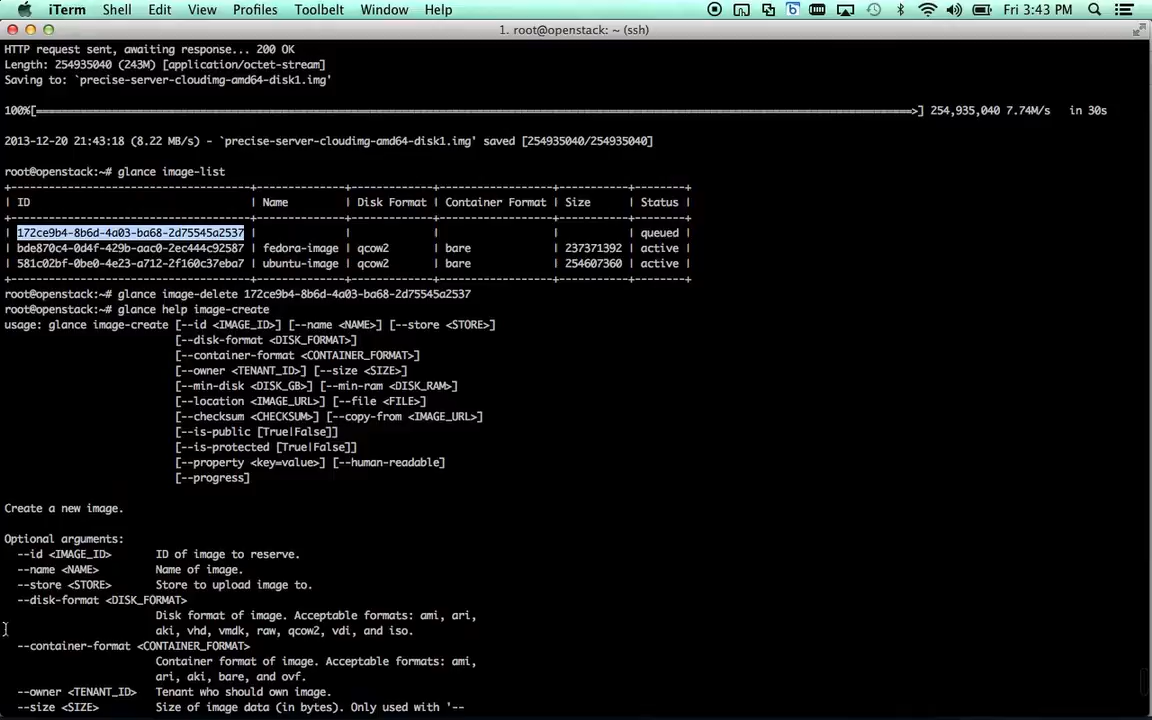 iTerm Shell Edit View Profiles Toolbelt Window Help Fri 3:43 PM
1. root@openstack: ~ (ssh)
HTTP request sent, awaiting response... 200 OK
Length: 254935040 (243M) [application/octet-stream]
Saving to: `precise-server-cloudimg-amd64-disk1.img'
100%[======================================>] 254,935,040 7.74M/s in 30s
2013-12-20 21:43:18 (8.22 MB/s) - `precise-server-cloudimg-amd64-disk1.img' saved [254935040/254935040]
root@openstack:~# glance image-list
| ID | Name | Disk Format | Container Format | Size | Status |
| 172ce9b4-8b6d-4a03-ba68-2d75545a2537 | | | | | queued |
| bde870c4-0d4f-429b-aac0-2ec444c92587 | fedora-image | qcow2 | bare | 237371392 | active |
| 581c02bf-0be0-4e23-a712-2f160c37eba7 | ubuntu-image | qcow2 | bare | 254607360 | active |
root@openstack:~# glance image-delete 172ce9b4-8b6d-4a03-ba68-2d75545a2537
root@openstack:~# glance help image-create
usage: glance image-create [--id <IMAGE_ID>] [--name <NAME>] [--store <STORE>]
[--disk-format <DISK_FORMAT>]
[--container-format <CONTAINER_FORMAT>]
[--owner <TENANT_ID>] [--size <SIZE>]
[--min-disk <DISK_GB>] [--min-ram <DISK_RAM>]
[--location <IMAGE_URL>] [--file <FILE>]
[--checksum <CHECKSUM>] [--copy-from <IMAGE_URL>]
[--is-public [True|False]]
[--is-protected [True|False]]
[--property <key=value>] [--human-readable]
[--progress]
Create a new image.
Optional arguments:
--id <IMAGE_ID> ID of image to reserve.
--name <NAME> Name of image.
--store <STORE> Store to upload image to.
--disk-format <DISK_FORMAT>
Disk format of image. Acceptable formats: ami, ari,
aki, vhd, vmdk, raw, qcow2, vdi, and iso.
--container-format <CONTAINER_FORMAT>
Container format of image. Acceptable formats: ami,
ari, aki, bare, and ovf.
--owner <TENANT_ID> Tenant who should own image.
--size <SIZE> Size of image data (in bytes). Only used with '--